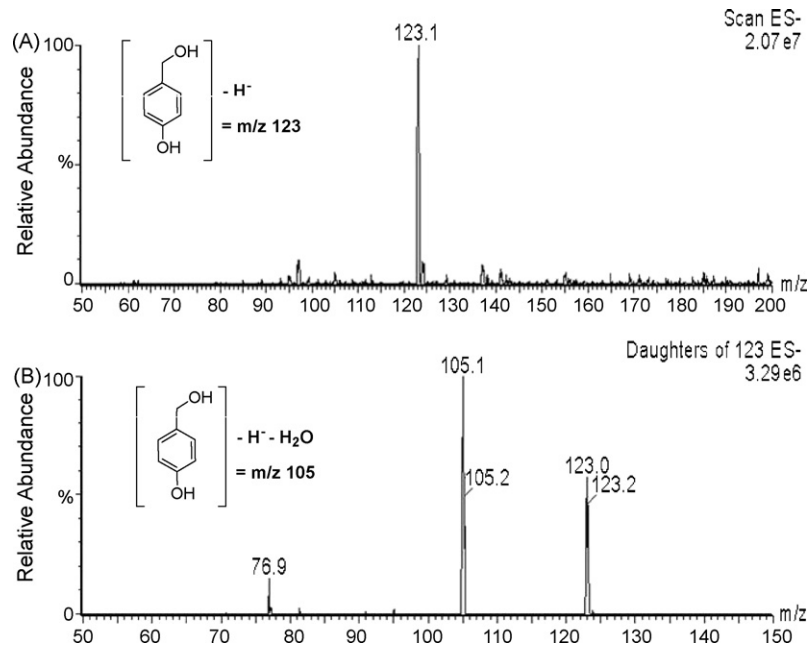 Scan ES-
2.07e7
(A)
100
%
0
Relative Abundance
OH
OH
- H-
= m/z 123
123.1
50 60 70 80 90 100 110 120 130 140 150 160 170 180 190 200 m/z
Daughters of 123 ES-
3.29e6
(B)
100
%
0
Relative Abundance
OH
OH
- H- - H₂O
= m/z 105
105.1
105.2
123.0
123.2
76.9
50 60 70 80 90 100 110 120 130 140 150 m/z